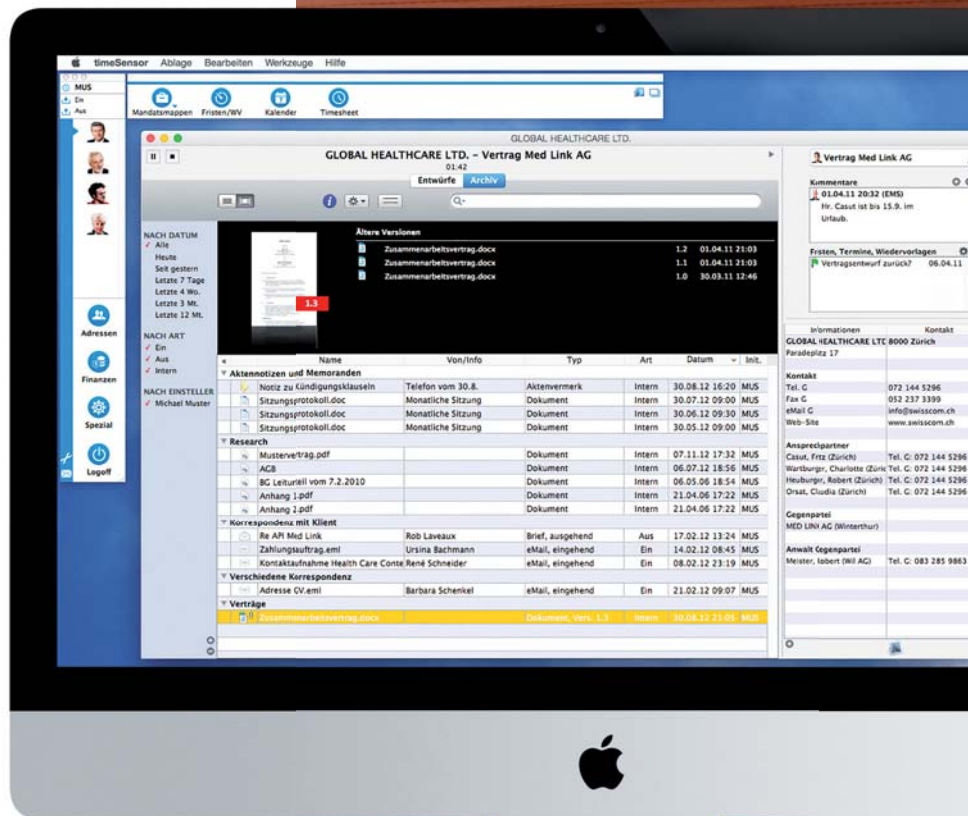 timeSensor Ablage Bearbeiten Werkzeuge Hilfe
MUS
Ein
Aus
Mandatsmappen Fristen/WV Kalender Timesheet
Adressen
Finanzen
Spezial
Logoff
GLOBAL HEALTHCARE LTD.
GLOBAL HEALTHCARE LTD. – Vertrag Med Link AG
01:42
Entwürfe Archiv
NACH DATUM
Alle
Heute
Seit gestern
Letzte 7 Tage
Letzte 4 Wo.
Letzte 3 Mt.
Letzte 12 Mt.
NACH ART
Ein
Aus
Intern
NACH EINSTELLER
Michael Muster
Ältere Versionen
Zusammenarbeitsvertrag.docx 1.2 01.04.11 21:03
Zusammenarbeitsvertrag.docx 1.1 01.04.11 21:03
Zusammenarbeitsvertrag.docx 1.0 30.03.11 12:46
1.3
Name Von/Info Typ Art Datum Init.
Aktennotizen und Memoranden
Notiz zu Kündigungsklauseln Telefon vom 30.8. Aktenvermerk Intern 30.08.12 16:20 MUS
Sitzungsprotokoll.doc Monatliche Sitzung Dokument Intern 30.07.12 09:00 MUS
Sitzungsprotokoll.doc Monatliche Sitzung Dokument Intern 30.06.12 09:30 MUS
Sitzungsprotokoll.doc Monatliche Sitzung Dokument Intern 30.05.12 09:00 MUS
Research
Mustervertrag.pdf Dokument Intern 07.11.12 17:32 MUS
AGB Dokument Intern 06.07.12 18:56 MUS
BG Leiturteil vom 7.2.2010 Dokument Intern 06.05.06 18:54 MUS
Anhang 1.pdf Dokument Intern 21.04.06 17:22 MUS
Anhang 2.pdf Dokument Intern 21.04.06 17:22 MUS
Korrespondenz mit Klient
Re API Med Link Rob Laveaux Brief, ausgehend Aus 17.02.12 13:24 MUS
Zahlungsauftrag.eml Ursina Bachmann eMail, eingehend Ein 14.02.12 08:45 MUS
Kontaktaufnahme Health Care Conte René Schneider eMail, eingehend Ein 08.02.12 23:19 MUS
Verschiedene Korrespondenz
Adresse GV.eml Barbara Schenkel eMail, eingehend Ein 21.02.12 09:07 MUS
Verträge
Zusammenarbeitsvertrag.docx Dokument, Vers. 1.3 Intern 30.08.12 21:05 MUS
Vertrag Med Link AG
Kommentare
01.04.11 20:32 (EMS)
Hr. Casut ist bis
15.9. im
Urlaub.
Fristen, Termine, Wiedervorlagen
Vertragsentwurf zurück? 06.04.11
Informationen Kontakt
GLOBAL HEALTHCARE LTD 8000 Zürich
Paradeplitz 17
Kontakt
Tel. G 072 144 5296
Fax G 052 237 3399
eMail G info@swisscom.ch
Web-Site www.swisscom.ch
Ansprechpartner
Casut, Fritz (Zürich) Tel. G: 072 144 5296
Wartburger, Charlotte (Züric Tel. G: 072 144 5296
Heuburger, Robert (Zürich) Tel. G: 072 144 5296
Orsat, Claudia (Zürich) Tel. G: 072 144 5296
Gegenpartei
MED LINK AG (Winterthur)
Anwalt Gegenpartei
Meister, Robert (Wil AG) Tel. G: 083 285 9863